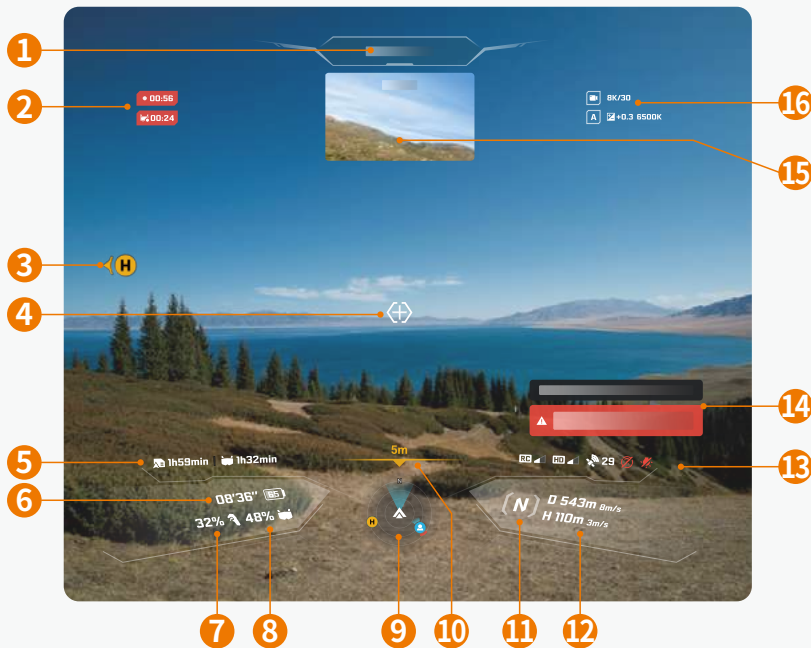 1
2
00:56
00:24
8K/30
A +0.3 6500K
16
15
3
H
4
14
5
1h59min 1h32min
5m
RC HD 29
13
6
08'36" 65
N
N
D 543m 8m/s
32% 48%
H
H 110m 3m/s
7
8
9
10
11
12